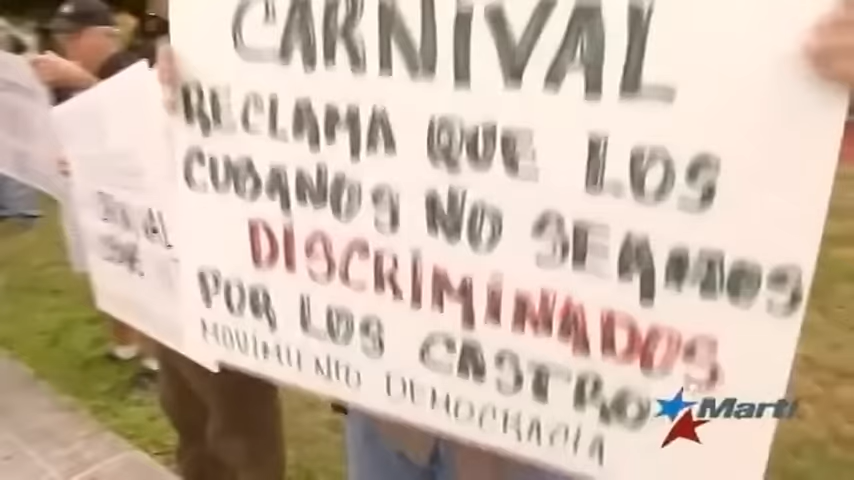 CARNIVAL
RECLAMA QUE LOS
CUBANOS NO SEAMOS
DISCRIMINADOS
POR LOS CASTRO
MOVIMIENTO DEMOCRACIA
Martí